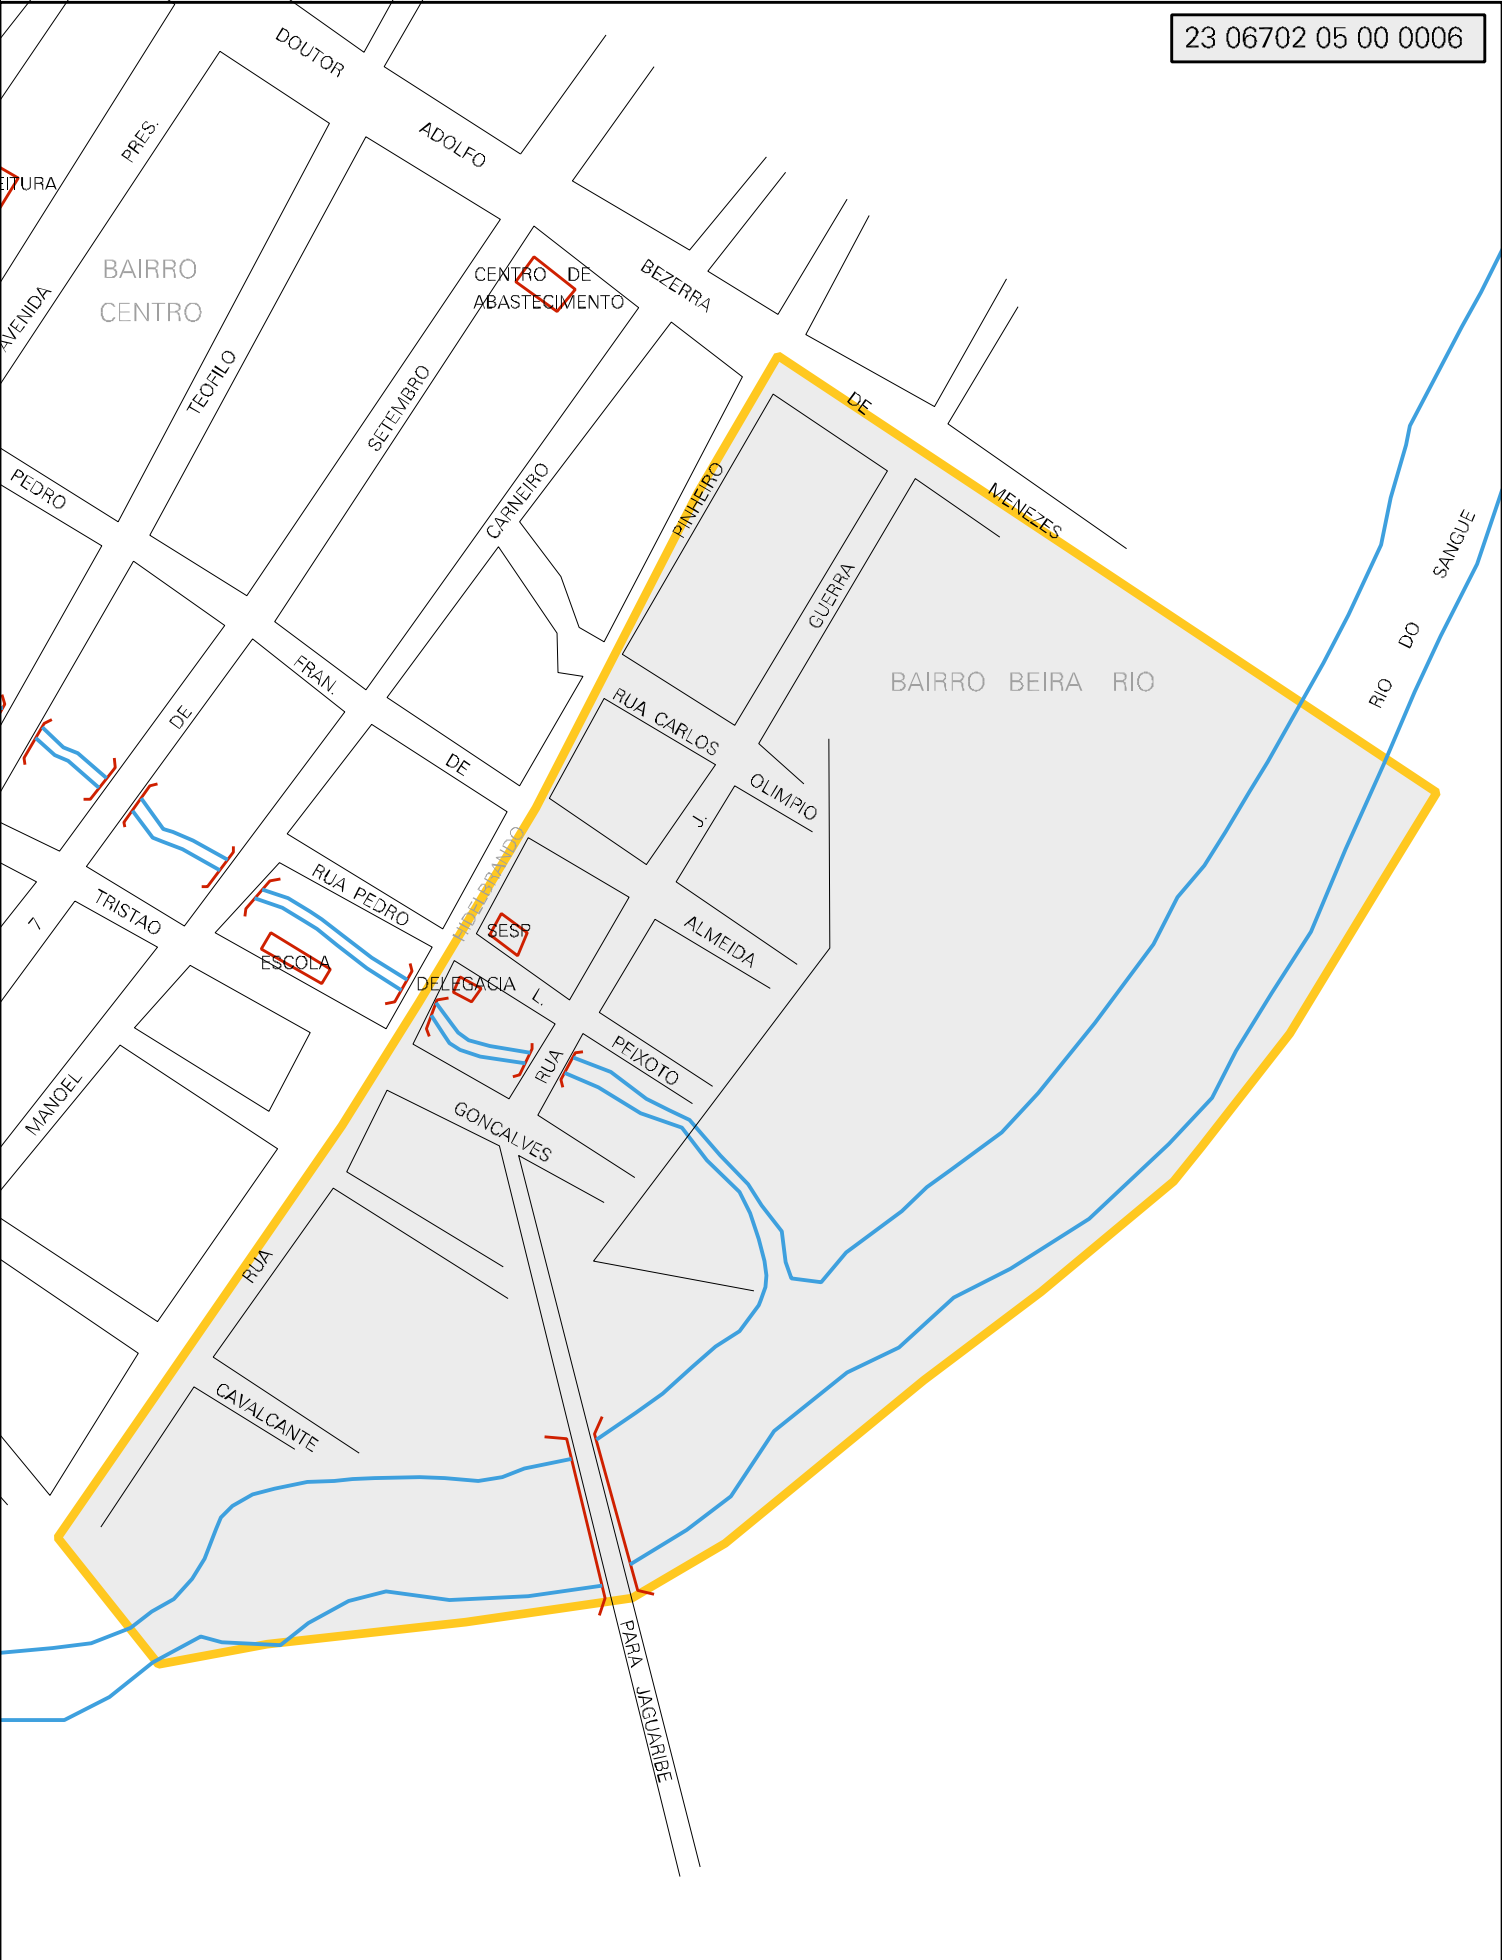 23 06702 05 00 0006
DOUTOR
ADOLFO
BEZERRA
DE
MENEZES
PRES.
AVENIDA
EITURA
BAIRRO
CENTRO
CENTRO DE
ABASTECIMENTO
TEOFILO
SETEMBRO
CARNEIRO
PINHEIRO
GUERRA
PEDRO
FRAN.
DE
DE
BAIRRO BEIRA RIO
RIO DO SANGUE
RUA CARLOS
OLIMPIO
J.
HIDELBRANDO
RUA PEDRO
TRISTAO
7
ESCOLA
SESP
DELEGACIA
L.
ALMEIDA
PEIXOTO
RUA
GONCALVES
MANOEL
RUA
CAVALCANTE
PARA JAGUARIBE